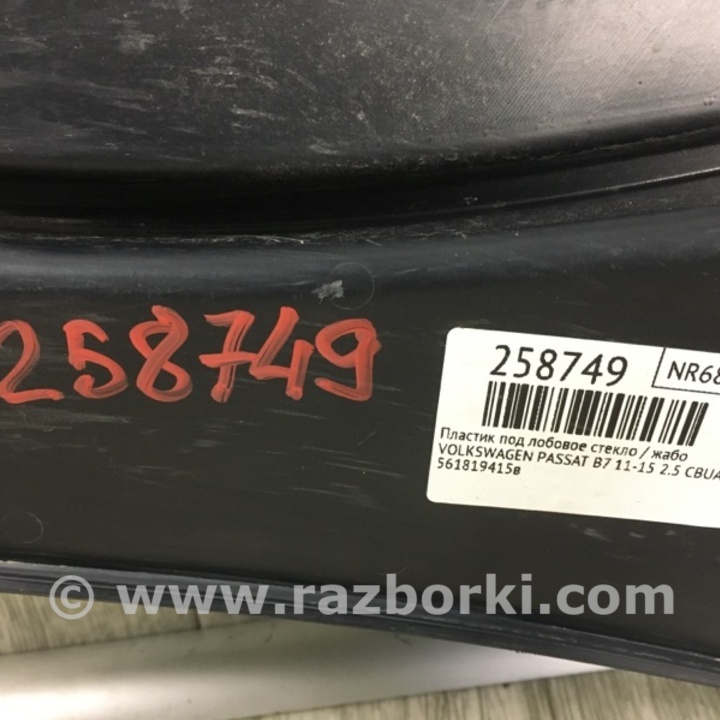 258749
258749
NR68
Пластик под лобовое стекло / жабо
VOLKSWAGEN PASSAT B7 11-15 2.5 CBUA
561819415в
© www.razborki.com